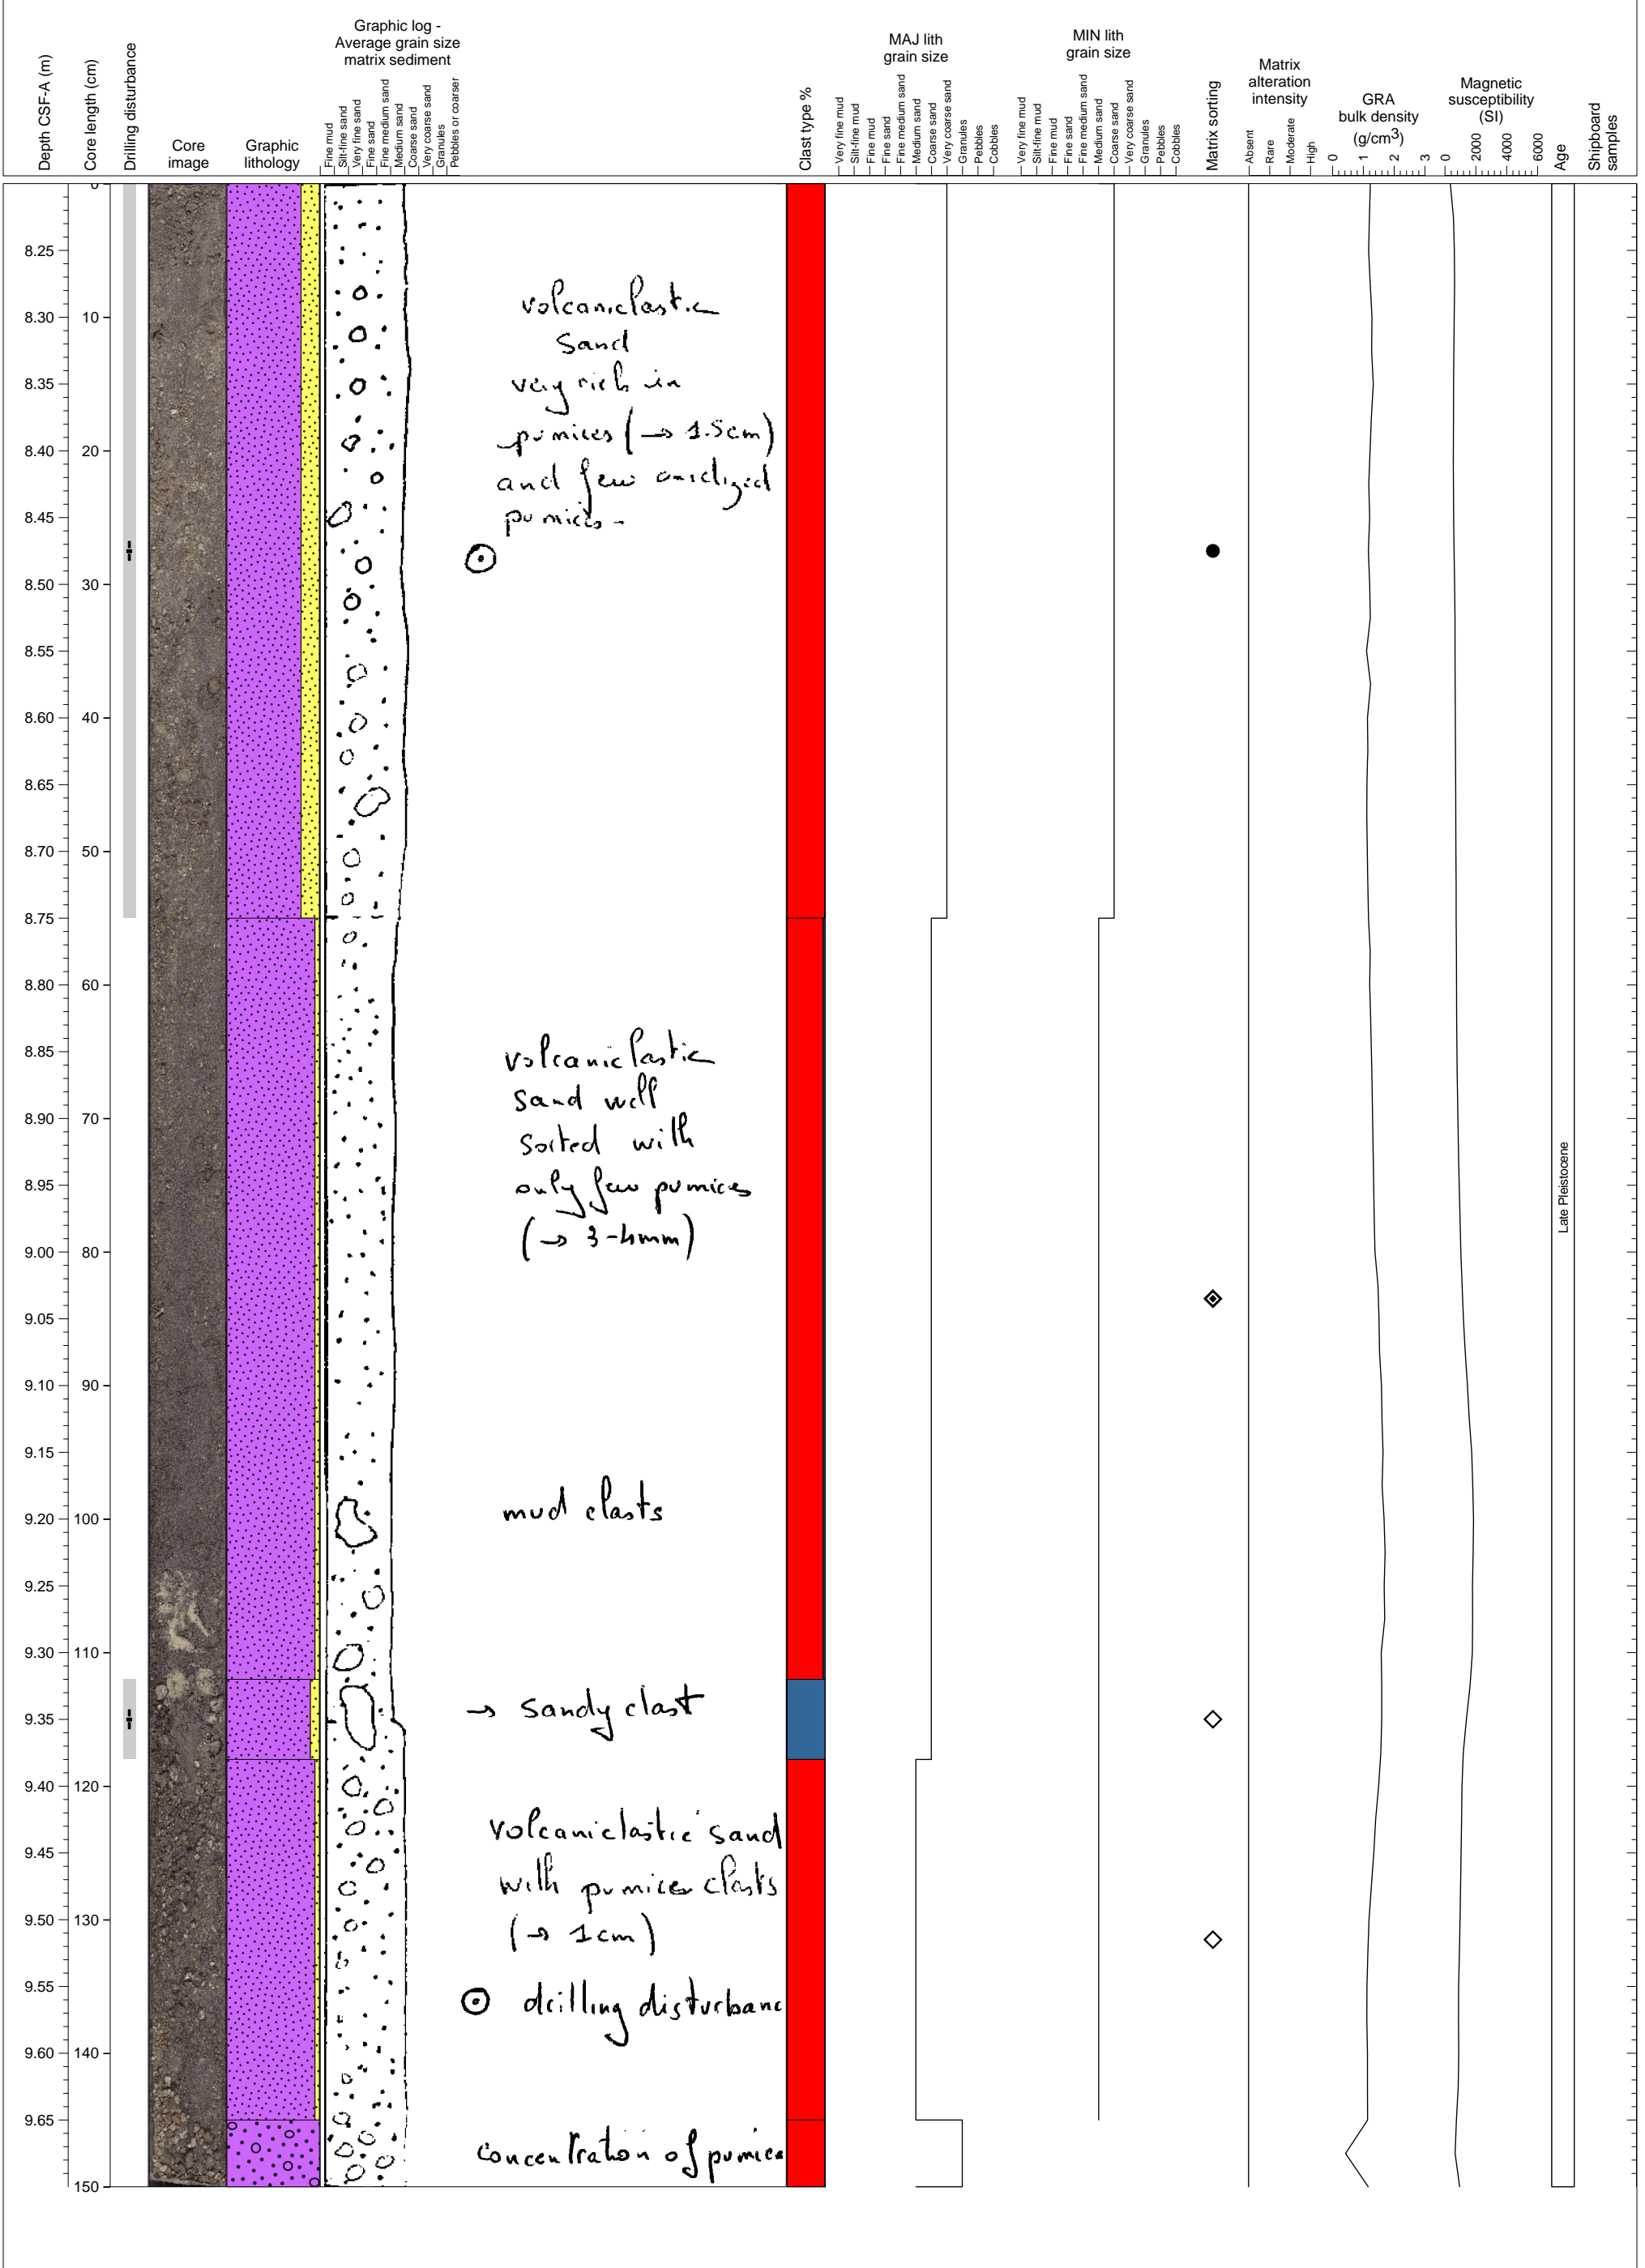 Graphic log -
Average grain size
matrix sediment
MAJ lith
grain size
MIN lith
grain size
Depth CSF-A (m)
Core length (cm)
Drilling disturbance
Core
image
Graphic
lithology
Fine mud
Silt-fine sand
Very fine sand
Fine sand
Fine medium sand
Medium sand
Coarse sand
Very coarse sand
Granules
Pebbles or coarser
Clast type %
Very fine mud
Silt-fine mud
Fine mud
Fine sand
Fine medium sand
Medium sand
Coarse sand
Very coarse sand
Granules
Pebbles
Cobbles
Very fine mud
Silt-fine mud
Fine mud
Fine sand
Fine medium sand
Medium sand
Coarse sand
Very coarse sand
Granules
Pebbles
Cobbles
Matrix sorting
Matrix
alteration
intensity
Absent
Rare
Moderate
High
GRA
bulk density
(g/cm3)
0 1 2 3
Magnetic
susceptibility
(SI)
0 2000 4000 6000
Age
Shipboard
samples
0
8.25
8.30 10
8.35
8.40 20
8.45
8.50 30
8.55
8.60 40
8.65
8.70 50
8.75
8.80 60
8.85
8.90 70
8.95
9.00 80
9.05
9.10 90
9.15
9.20 100
9.25
9.30 110
9.35
9.40 120
9.45
9.50 130
9.55
9.60 140
9.65
150
volcaniclastic
sand
very rich in
pumices (→ 1.5cm)
and few oxidized
pumices -
volcaniclastic
sand well
sorted with
only few pumices
(→ 3-4mm)
mud clasts
→ sandy clast
volcaniclastic sand
with pumices clasts
(→ 1cm)
drilling disturbanc
concentration of pumice
Late Pleistocene